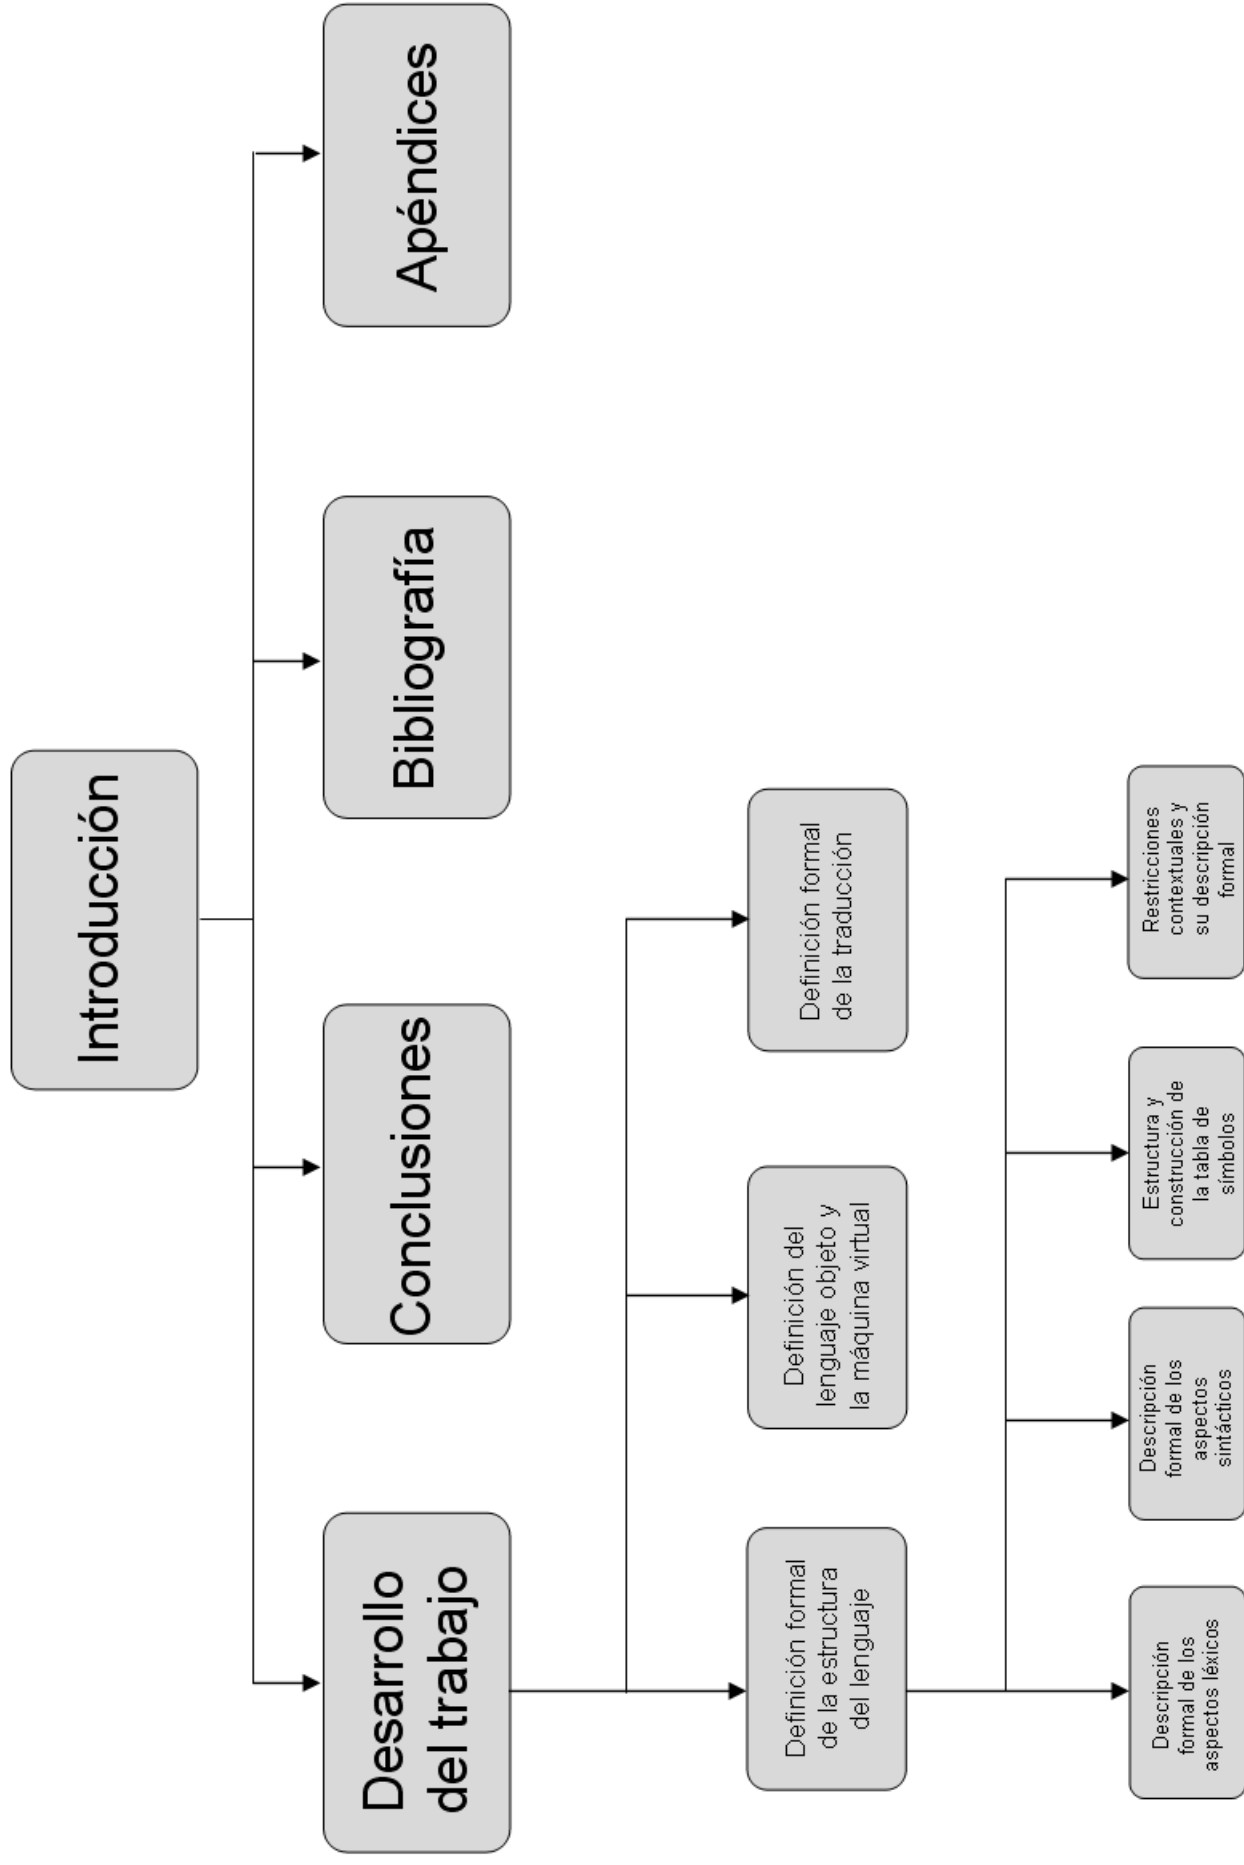 Introducción
Desarrollo
del trabajo
Conclusiones
Bibliografía
Apéndices
Definición formal
de la estructura
del lenguaje
Definición del
lenguaje objeto y
la máquina virtual
Definición formal
de la traducción
Descripción
formal de los
aspectos léxicos
Descripción
formal de los
aspectos
sintácticos
Estructura y
construcción de
la tabla de
símbolos
Restricciones
contextuales y
su descripción
formal